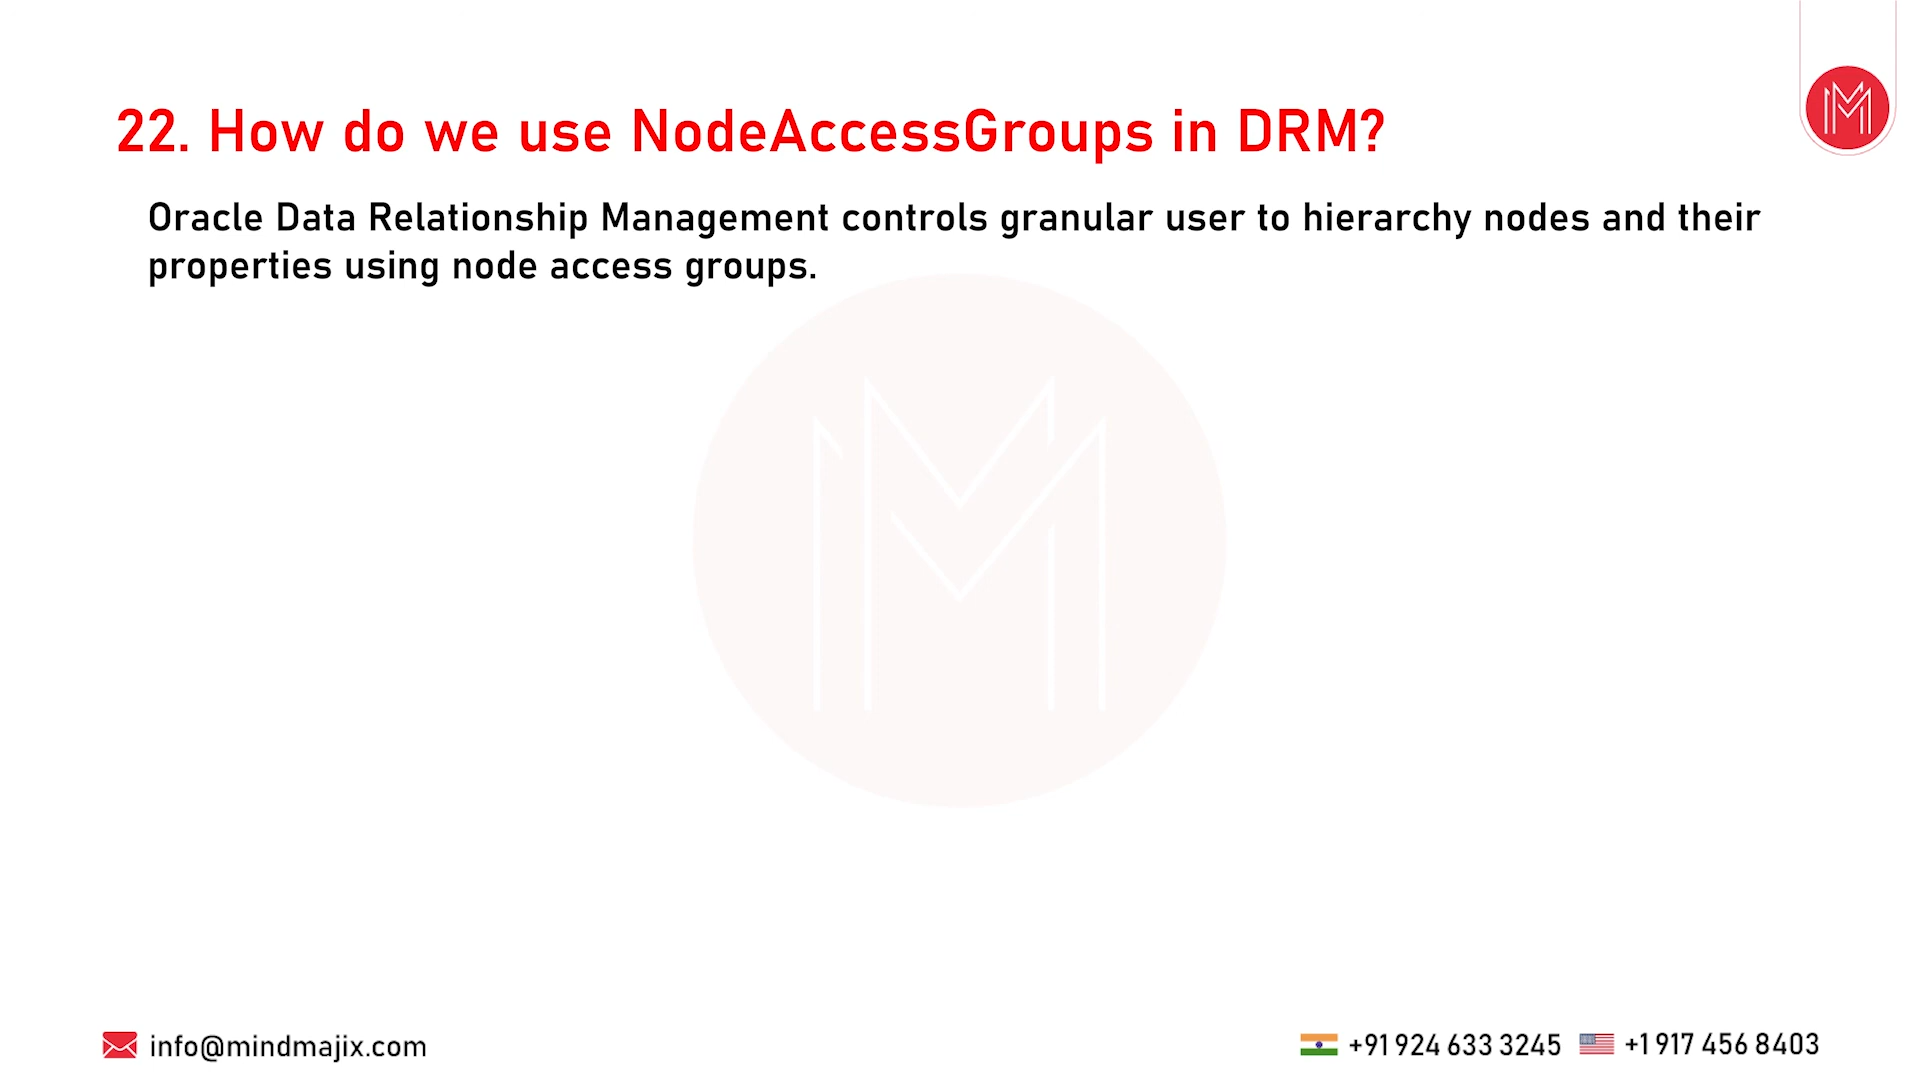 22. How do we use NodeAccessGroups in DRM?
Oracle Data Relationship Management controls granular user to hierarchy nodes and their
properties using node access groups.
info@mindmajix.com
+91 924 633 3245
+1 917 456 8403